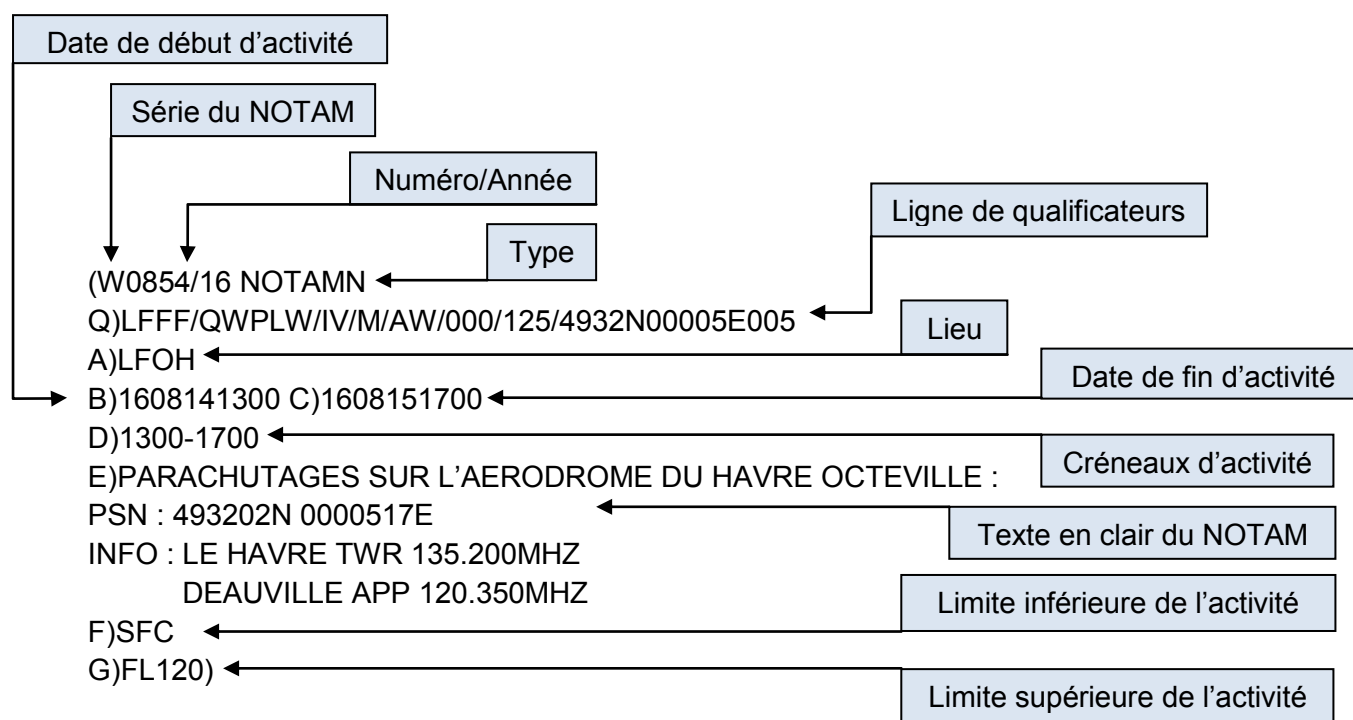 Date de début d'activité
Série du NOTAM
Numéro/Année
Ligne de qualificateurs
Type
(W0854/16 NOTAMN
Q)LFFF/QWPLW/IV/M/AW/000/125/4932N00005E005
Lieu
A)LFOH
Date de fin d'activité
B)1608141300 C)1608151700
D)1300-1700
Créneaux d'activité
E)PARACHUTAGES SUR L'AERODROME DU HAVRE OCTEVILLE :
PSN : 493202N 0000517E
Texte en clair du NOTAM
INFO : LE HAVRE TWR 135.200MHZ
DEAUVILLE APP 120.350MHZ
Limite inférieure de l'activité
F)SFC
G)FL120)
Limite supérieure de l'activité